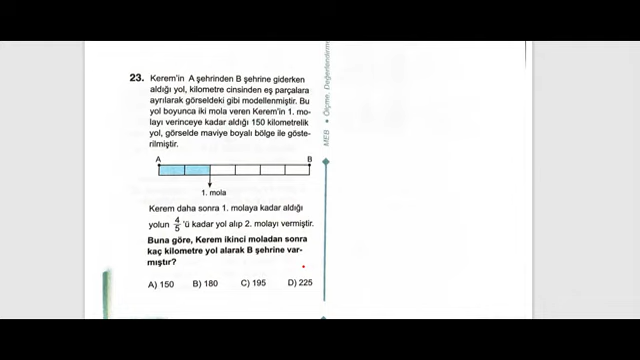 23. Kerem'in A şehrinden B şehrine giderken
aldığı yol, kilometre cinsinden eş parçalara
ayrılarak görseldeki gibi modellenmiştir. Bu
yol boyunca iki mola veren Kerem'in 1. mo-
layı verinceye kadar aldığı 150 kilometrelik
yol, görselde maviye boyalı bölge ile göste-
rilmiştir.
A B
1. mola
Kerem daha sonra 1. molaya kadar aldığı
yolun 4/5 'ü kadar yol alıp 2. molayı vermiştir.
Buna göre, Kerem ikinci moladan sonra
kaç kilometre yol alarak B şehrine var-
mıştır?
A) 150 B) 180 C) 195 D) 225
MEB • Ölçme, Değerlendirme